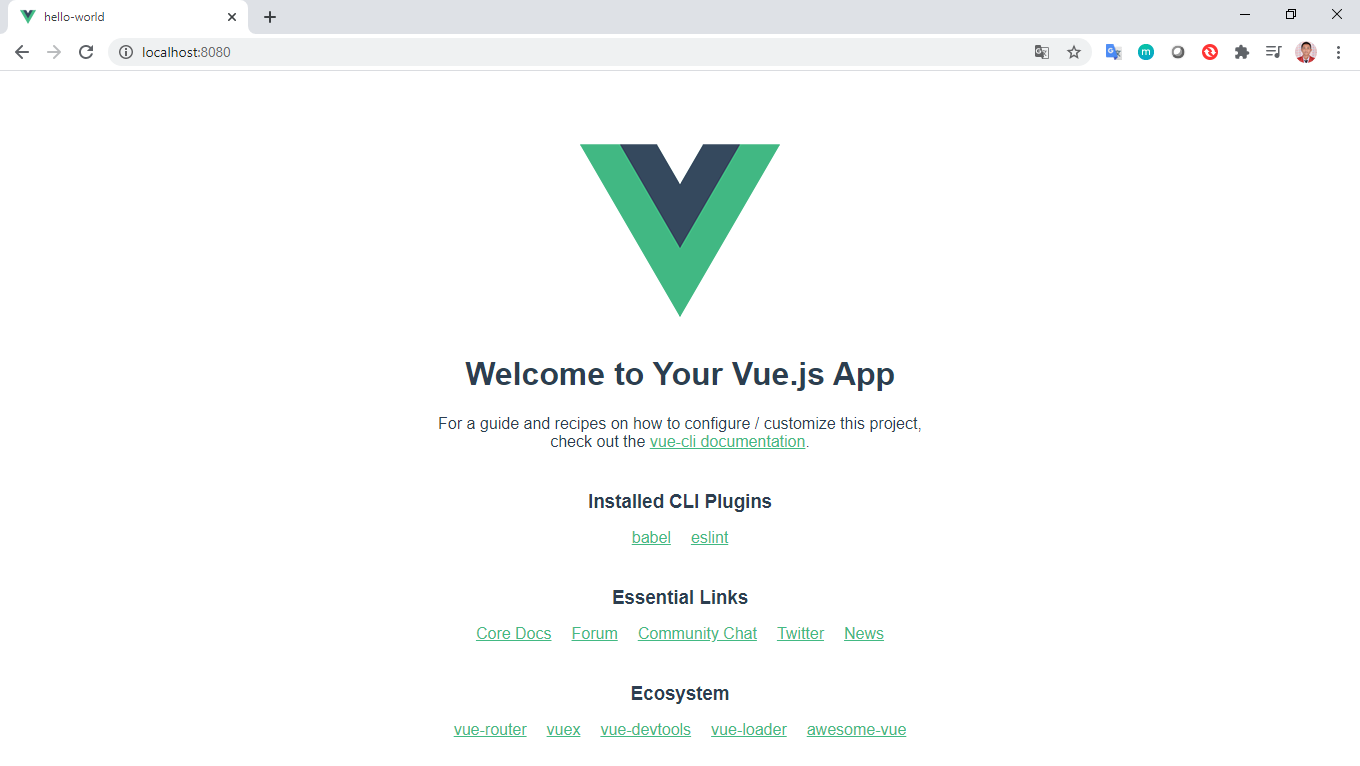 hello-world
localhost:8080
Welcome to Your Vue.js App
For a guide and recipes on how to configure / customize this project,
check out the vue-cli documentation.
Installed CLI Plugins
babel eslint
Essential Links
Core Docs Forum Community Chat Twitter News
Ecosystem
vue-router vuex vue-devtools vue-loader awesome-vue